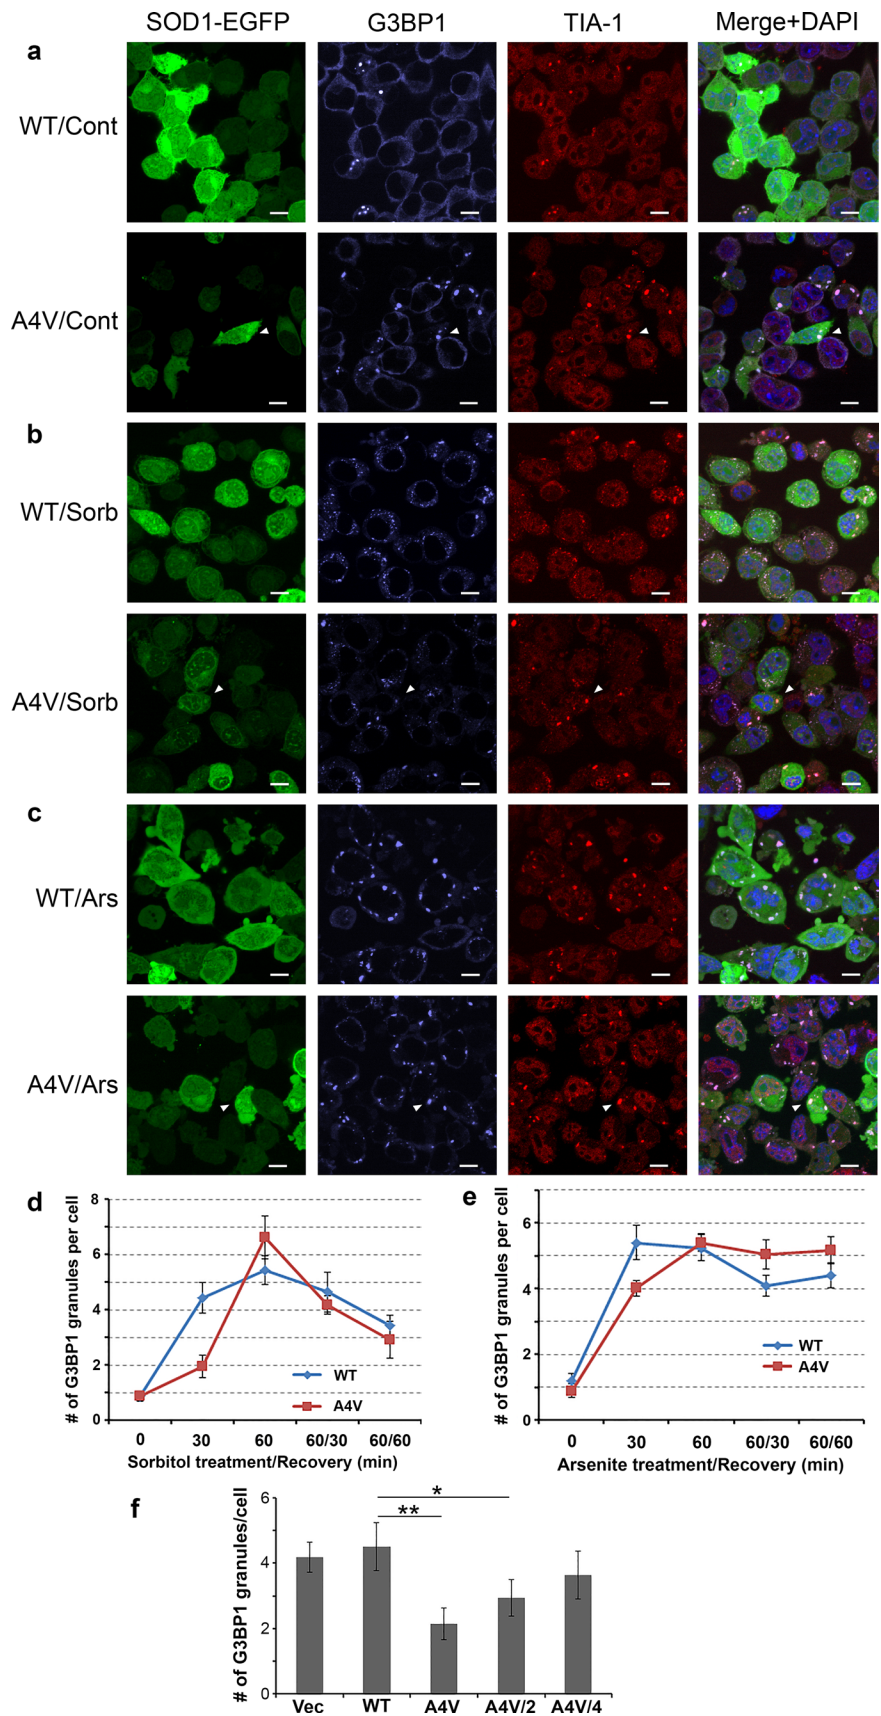 SOD1-EGFP G3BP1 TIA-1 Merge+DAPI
a
WT/Cont
A4V/Cont
b
WT/Sorb
A4V/Sorb
c
WT/Ars
A4V/Ars
d
# of G3BP1 granules per cell
8
6
4
2
0
WT
A4V
0 30 60 60/30 60/60
Sorbitol treatment/Recovery (min)
e
# of G3BP1 granules per cell
6
4
2
0
WT
A4V
0 30 60 60/30 60/60
Arsenite treatment/Recovery (min)
f
# of G3BP1 granules/cell
6
4
2
0
*
**
Vec WT A4V A4V/2 A4V/4